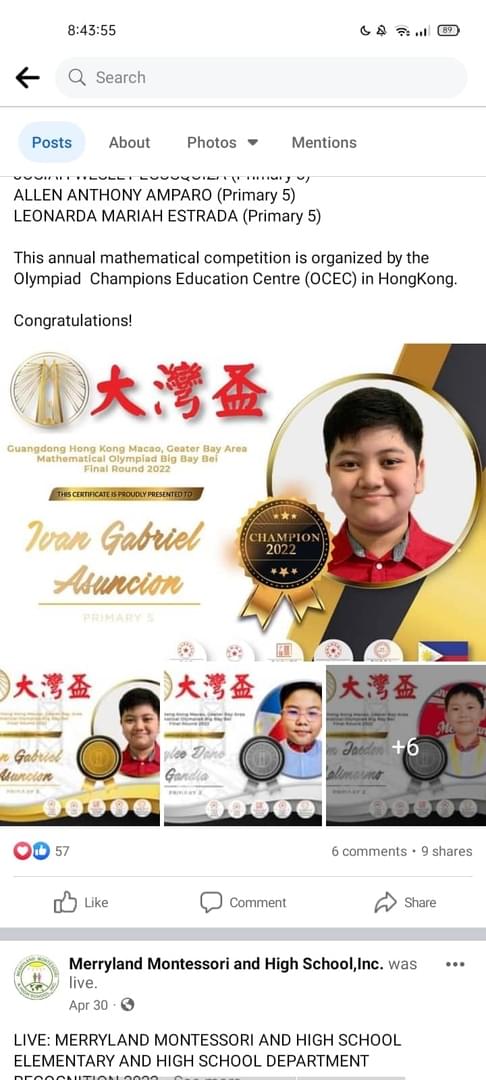 8:43:55
89
Search
Posts
About
Photos
Mentions
ALLEN ANTHONY AMPARO (Primary 5)
LEONARDA MARIAH ESTRADA (Primary 5)
This annual mathematical competition is organized by the
Olympiad Champions Education Centre (OCEC) in HongKong.
Congratulations!
大灣盃
Guangdong Hong Kong Macao, Geater Bay Area
Mathematical Olympiad Big Bay Bei
Final Round 2022
THIS CERTIFICATE IS PROUDLY PRESENTED TO
Ivan Gabriel
Asuncion
PRIMARY 5
CHAMPION
2022
大灣盃
n Gabriel
Asuncion
大灣盃
Gandia
大灣盃
Jaeden
+6
57
6 comments • 9 shares
Like
Comment
Share
Merryland Montessori and High School,Inc. was
live.
Apr 30
LIVE: MERRYLAND MONTESSORI AND HIGH SCHOOL
ELEMENTARY AND HIGH SCHOOL DEPARTMENT